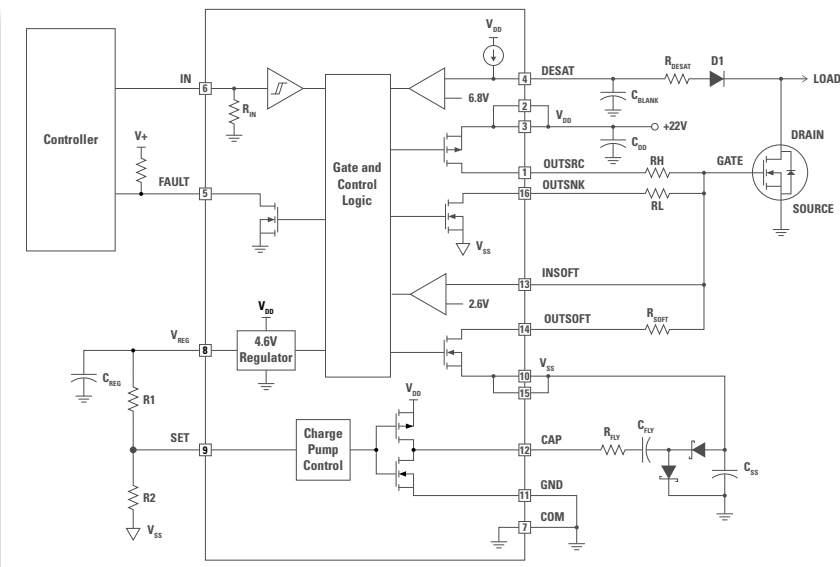 V_DD
IN
6
R_IN
4
DESAT
R_DESAT
D1
LOAD
6.8V
C_BLANK
2
V_DD
3
+22V
C_DD
DRAIN
Controller
V+
Gate and
Control
Logic
1
OUTSRC
RH
GATE
FAULT
5
16
OUTSNK
RL
SOURCE
V_SS
INSOFT
13
2.6V
V_DD
OUTSOFT
14
R_SOFT
V_REG
8
4.6V
Regulator
V_SS
10
15
C_REG
R1
V_DD
SET
9
Charge
Pump
Control
12
CAP
R_FLY
C_FLY
C_SS
R2
GND
11
COM
7
V_SS